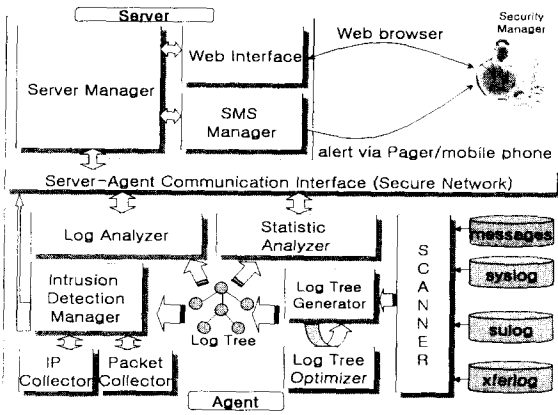 Server
Security
Manager
Web browser
Web Interface
Server Manager
SMS
Manager
alert via Pager/mobile phone
Server-Agent Communication Interface (Secure Network)
Log Analyzer
Statistic
Analyzer
SCANNER
messages
syslog
sulog
xferlog
Intrusion
Detection
Manager
Log Tree
Log Tree
Generator
IP
Collector
Packet
Collector
Log Tree
Optimizer
Agent